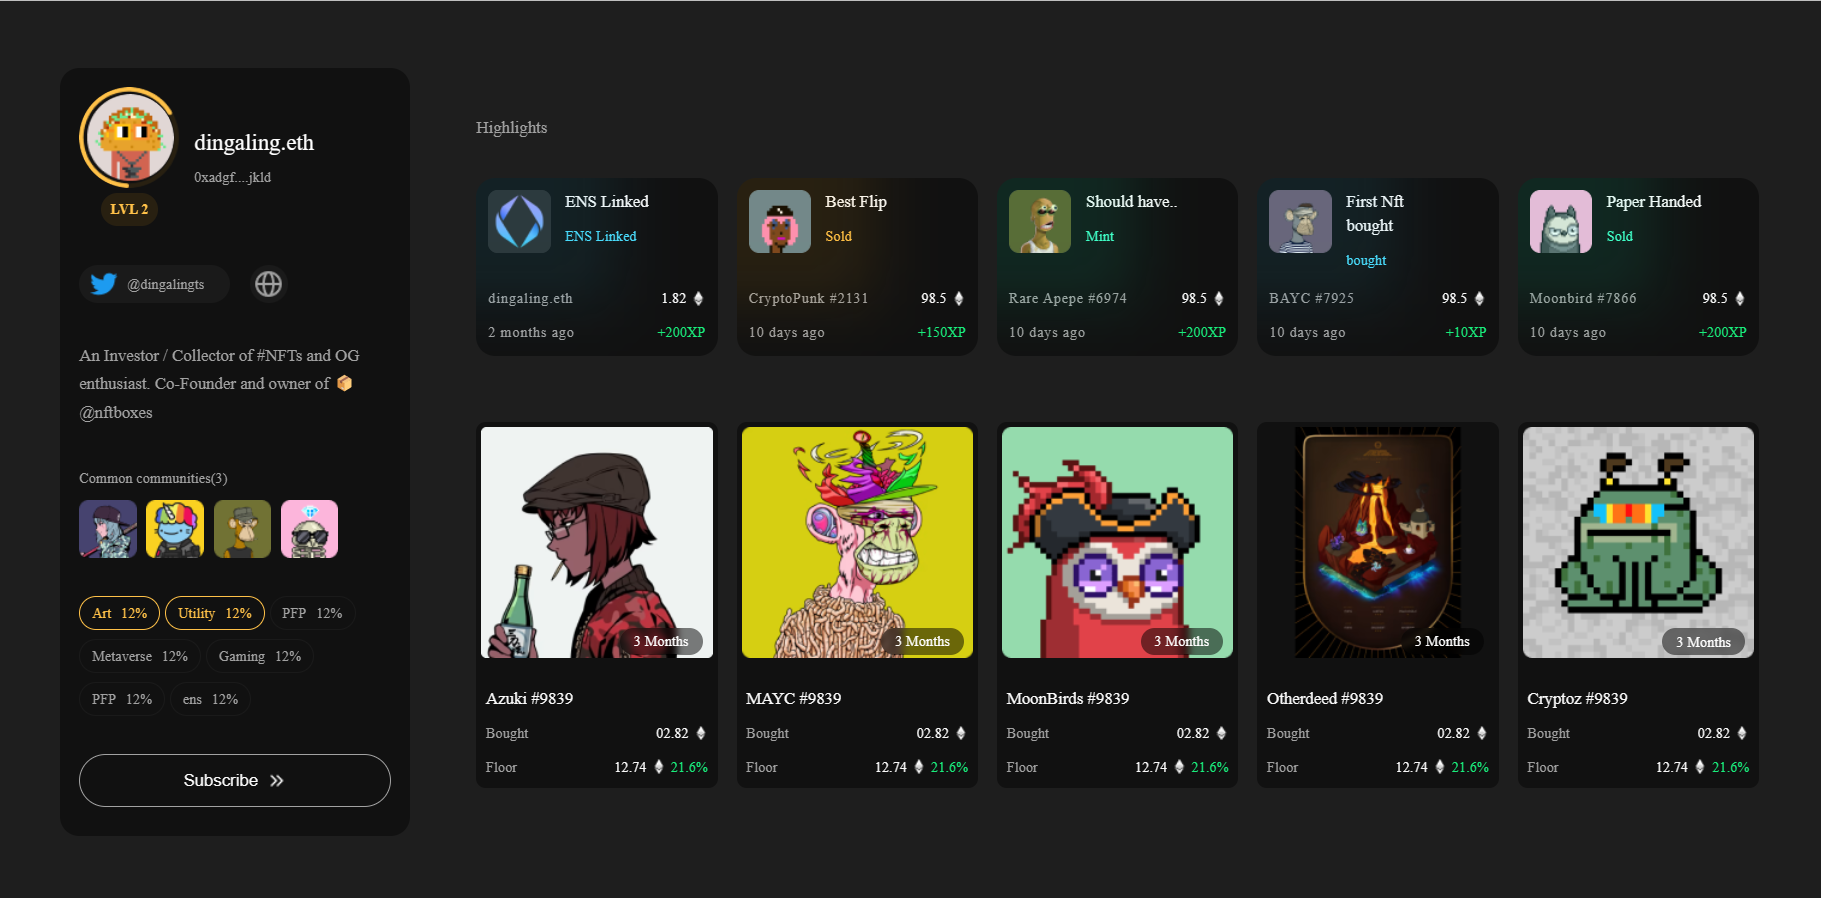 dingaling.eth
0xadgf....jkld
LVL 2
@dingalingts
An Investor / Collector of #NFTs and OG
enthusiast. Co-Founder and owner of 📦
@nftboxes
Common communities(3)
Art 12% Utility 12% PFP 12%
Metaverse 12% Gaming 12%
PFP 12% ens 12%
Subscribe
Highlights
ENS Linked
ENS Linked
dingaling.eth 1.82
2 months ago +200XP
Best Flip
Sold
CryptoPunk #2131 98.5
10 days ago +150XP
Should have..
Mint
Rare Apepe #6974 98.5
10 days ago +200XP
First Nft
bought
bought
BAYC #7925 98.5
10 days ago +10XP
Paper Handed
Sold
Moonbird #7866 98.5
10 days ago +200XP
3 Months
Azuki #9839
Bought 02.82
Floor 12.74 21.6%
3 Months
MAYC #9839
Bought 02.82
Floor 12.74 21.6%
3 Months
MoonBirds #9839
Bought 02.82
Floor 12.74 21.6%
3 Months
Otherdeed #9839
Bought 02.82
Floor 12.74 21.6%
3 Months
Cryptoz #9839
Bought 02.82
Floor 12.74 21.6%